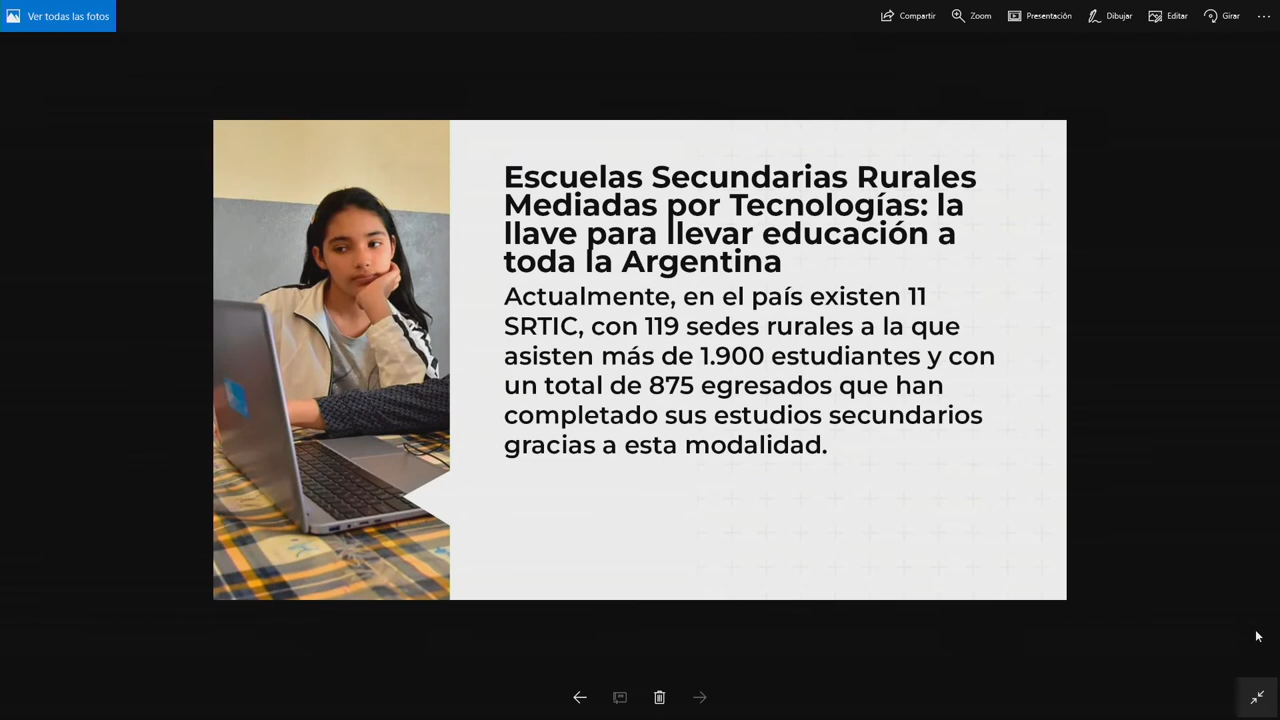 Ver todas las fotos
Compartir
Zoom
Presentación
Dibujar
Editar
Girar
Escuelas Secundarias Rurales
Mediadas por Tecnologías: la
llave para llevar educación a
toda la Argentina
Actualmente, en el país existen 11
SRTIC, con 119 sedes rurales a la que
asisten más de 1.900 estudiantes y con
un total de 875 egresados que han
completado sus estudios secundarios
gracias a esta modalidad.